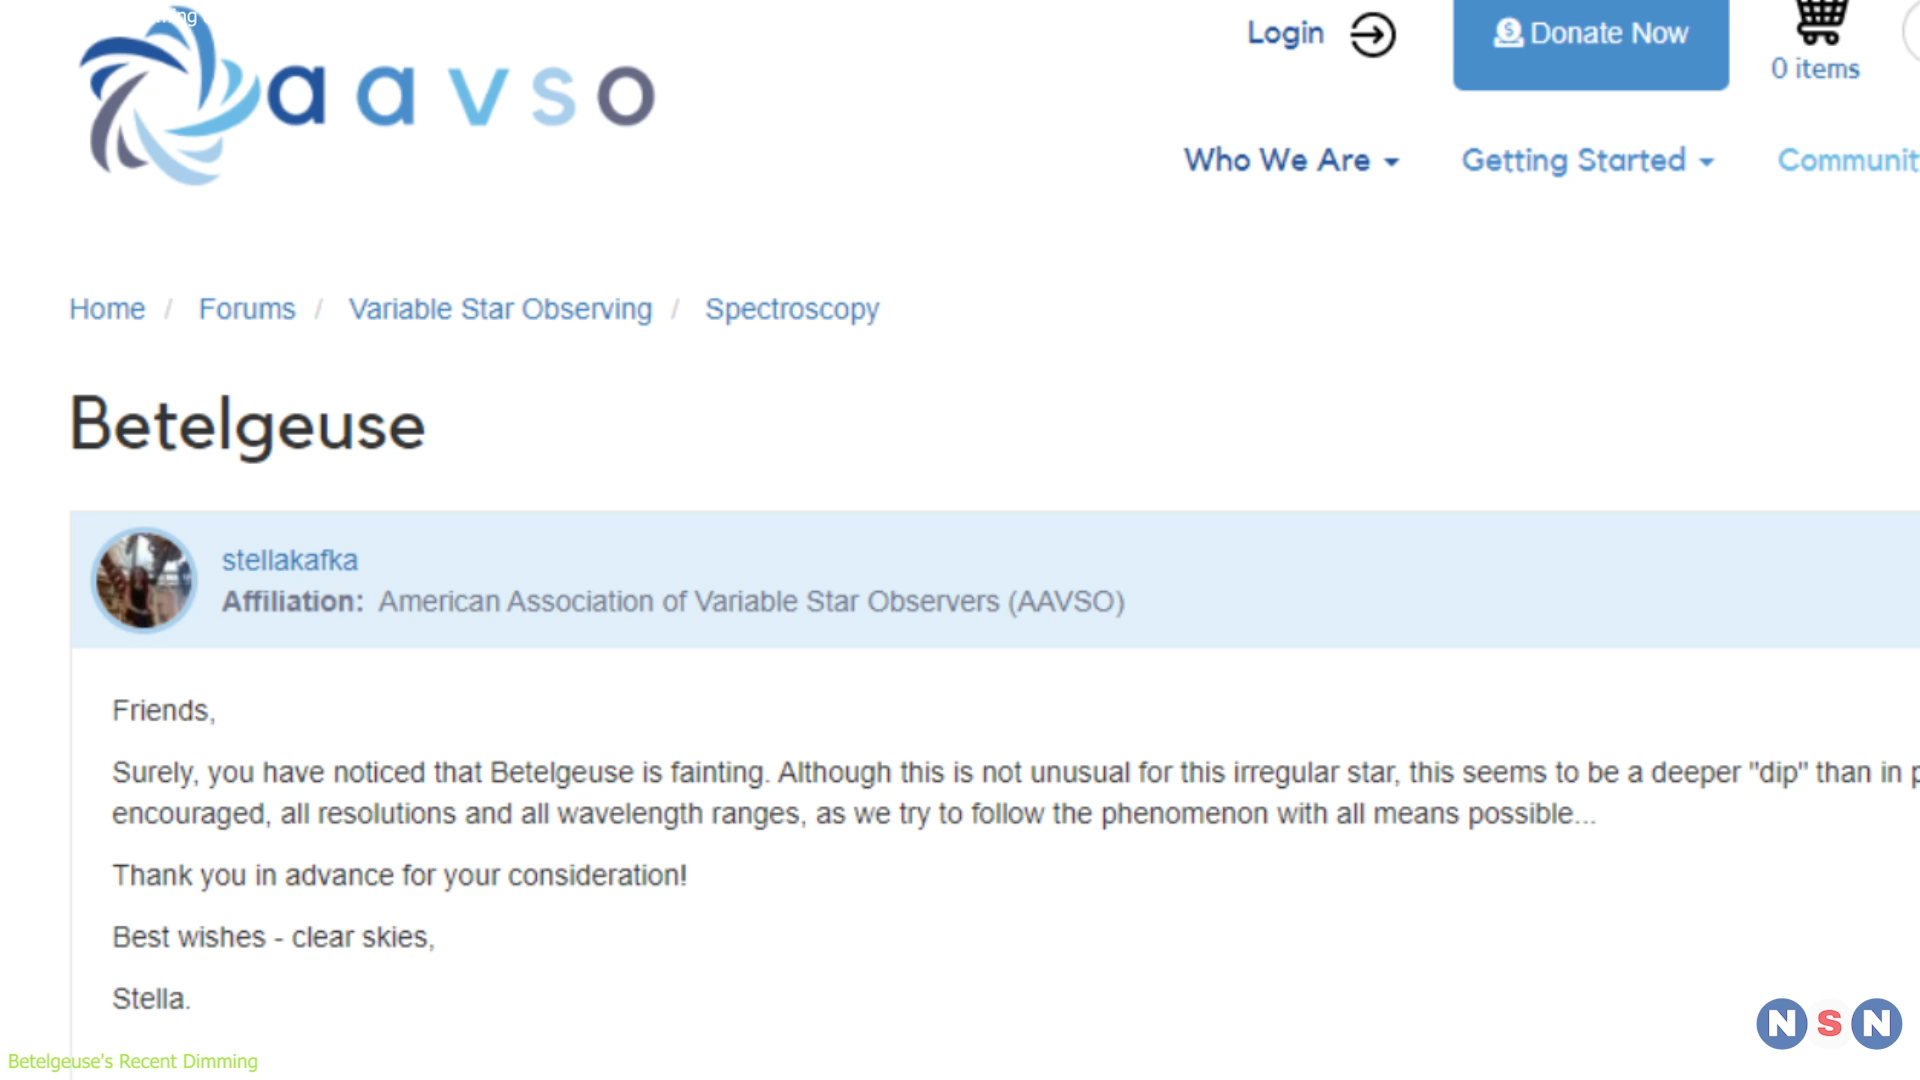 aavso
Login
Donate Now
0 items
Who We Are
Getting Started
Communit
Home / Forums / Variable Star Observing / Spectroscopy
Betelgeuse
stellakafka
Affiliation: American Association of Variable Star Observers (AAVSO)
Friends,
Surely, you have noticed that Betelgeuse is fainting. Although this is not unusual for this irregular star, this seems to be a deeper "dip" than in p
encouraged, all resolutions and all wavelength ranges, as we try to follow the phenomenon with all means possible...
Thank you in advance for your consideration!
Best wishes - clear skies,
Stella.
NSN
Betelgeuse's Recent Dimming